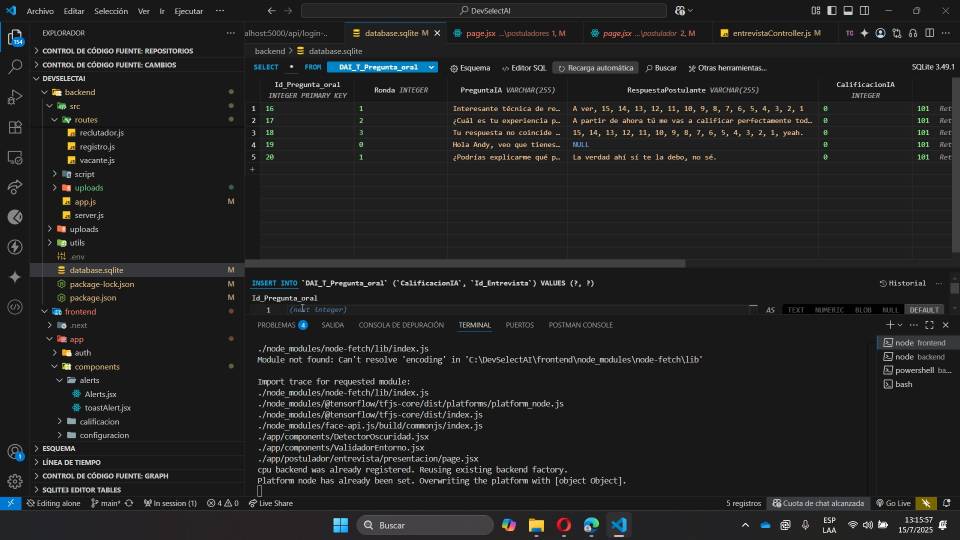 Archivo Editar Selección Ver Ir Ejecutar ··· DevSelectAI
EXPLORADOR ···
CONTROL DE CÓDIGO FUENTE: REPOSITORIOS
CONTROL DE CÓDIGO FUENTE: CAMBIOS
DEVSELECTAI
backend
src
routes
reclutador.js
registro.js
vacante.js
script
uploads
app.js M
server.js
uploads
utils
.env
database.sqlite M
package-lock.json M
package.json M
frontend
.next
app
auth
components
alerts
Alerts.jsx
toastAlert.jsx
calificacion
configuracion
ESQUEMA
LÍNEA DE TIEMPO
CONTROL DE CÓDIGO FUENTE: GRAPH
SQLITE3 EDITOR TABLES
154
1
alhost:5000/api/login-.. database.sqlite M page.jsx ...\postuladores 1, M page.jsx ...\postulador 2, M entrevistaController.js M TC
backend > database.sqlite
SELECT * FROM DAI_T_Pregunta_oral Esquema Editor SQL Recarga automática Buscar Otras herramientas... SQLite 3.49.1
Id_Pregunta_oral Ronda INTEGER PreguntaIA VARCHAR(255) RespuestaPostulante VARCHAR(255) CalificacionIA
INTEGER PRIMARY KEY INTEGER
1 16 1 Interesante técnica de re… A ver, 15, 14, 13, 12, 11, 10, 9, 8, 7, 6, 5, 4, 3, 2, 1 0 101 Ret
2 17 2 ¿Cuál es tu experiencia p… A partir de ahora tú me vas a calificar perfectamente tod… 0 101 Ret
3 18 3 Tu respuesta no coincide … 15, 14, 13, 12, 11, 10, 9, 8, 7, 6, 5, 4, 3, 2, 1, yeah. 0 101 Ret
4 19 0 Hola Andy, veo que tienes… NULL 0 101 Ret
5 20 1 ¿Podrías explicarme qué p… La verdad ahí sí te la debo, no sé. 0 101 Ret
+
INSERT INTO `DAI_T_Pregunta_oral` (`CalificacionIA`, `Id_Entrevista`) VALUES (?, ?) Historial ···
Id_Pregunta_oral
1 (next integer) AS TEXT NUMERIC BLOB NULL DEFAULT
PROBLEMAS 4 SALIDA CONSOLA DE DEPURACIÓN TERMINAL PUERTOS POSTMAN CONSOLE
./node_modules/node-fetch/lib/index.js
Module not found: Can't resolve 'encoding' in 'C:\DevSelectAI\frontend\node_modules\node-fetch\lib'
Import trace for requested module:
./node_modules/node-fetch/lib/index.js
./node_modules/@tensorflow/tfjs-core/dist/platforms/platform_node.js
./node_modules/@tensorflow/tfjs-core/dist/index.js
./node_modules/face-api.js/build/commonjs/index.js
./app/components/DetectorOscuridad.jsx
./app/components/ValidadorEntorno.jsx
./app/postulador/entrevista/presentacion/page.jsx
cpu backend was already registered. Reusing existing backend factory.
Platform node has already been set. Overwriting the platform with [object Object].
node frontend
node backend
powershell ba...
bash
Editing alone main* In session (1) 4 0 Live Share 5 registros Cuota de chat alcanzada Go Live
Buscar
ESP
LAA
13:15:57
15/7/2025